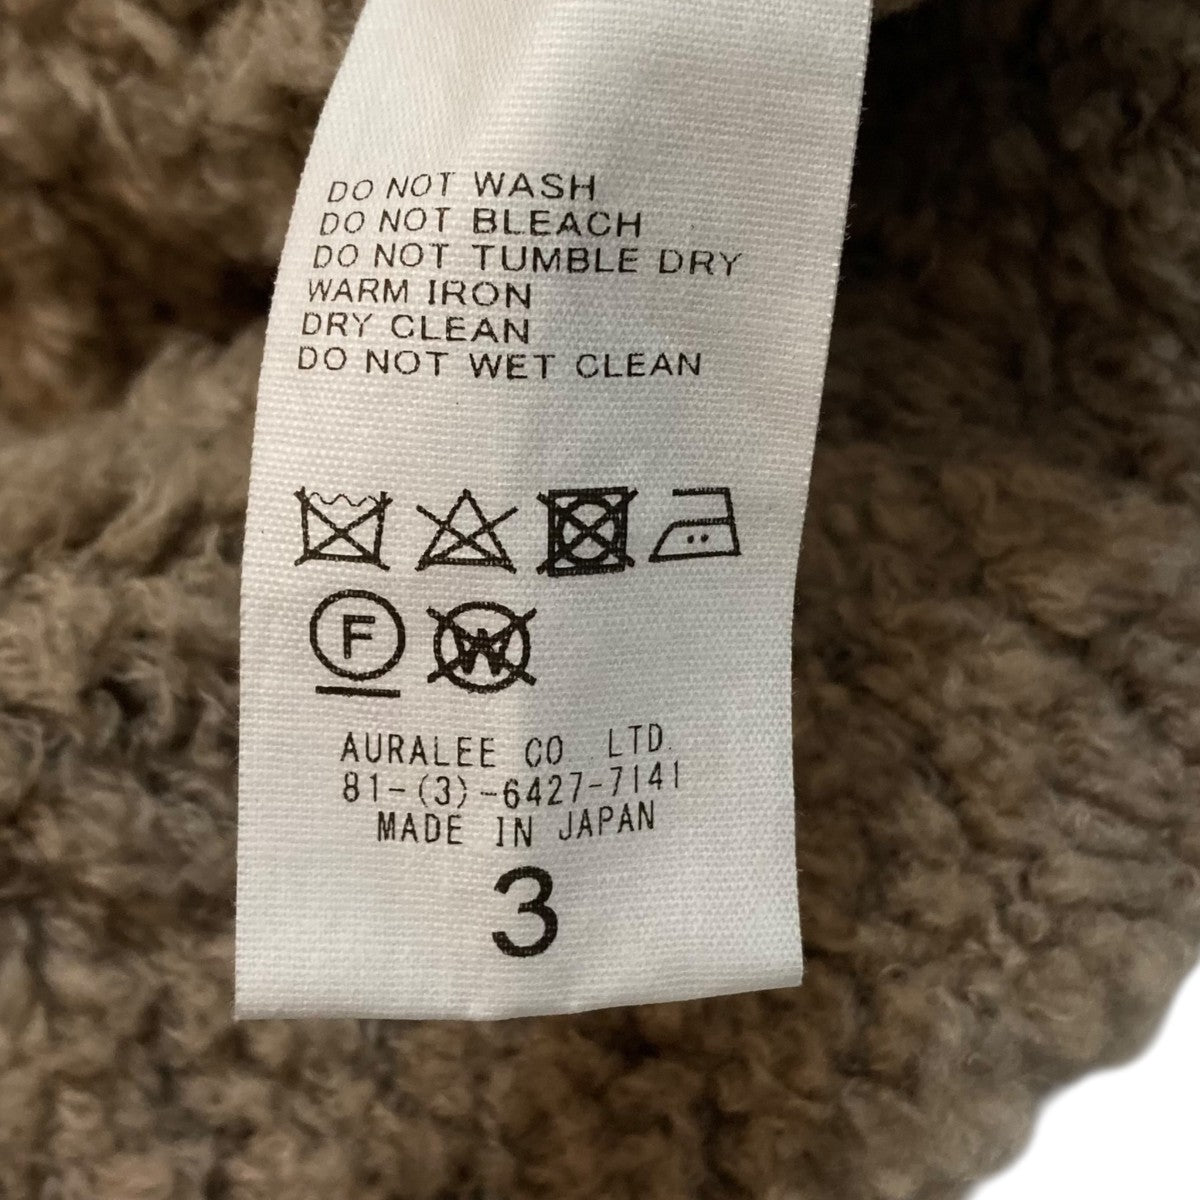 DO NOT WASH
DO NOT BLEACH
DO NOT TUMBLE DRY
WARM IRON
DRY CLEAN
DO NOT WET CLEAN
F W
AURALEE CO LTD.
81-(3)-6427-7141
MADE IN JAPAN
3